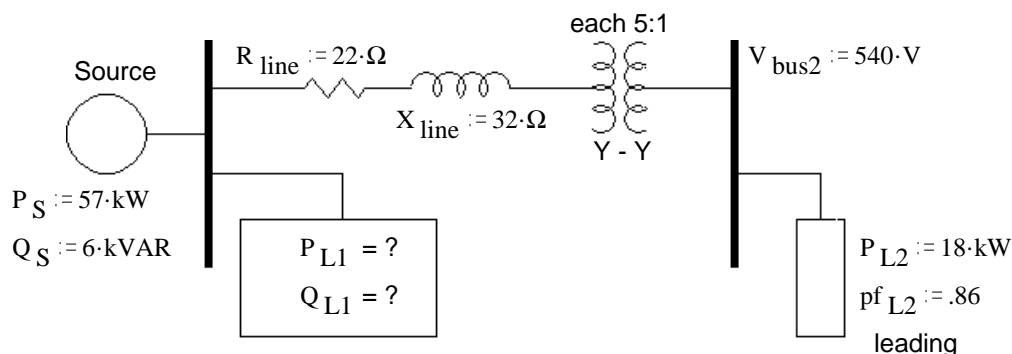 each 5:1
R line := 22·Ω
V bus2 := 540·V
Source
X line := 32·Ω
Y - Y
P S := 57·kW
Q S := 6·kVAR
P L1 = ?
Q L1 = ?
P L2 := 18·kW
pf L2 := .86
leading